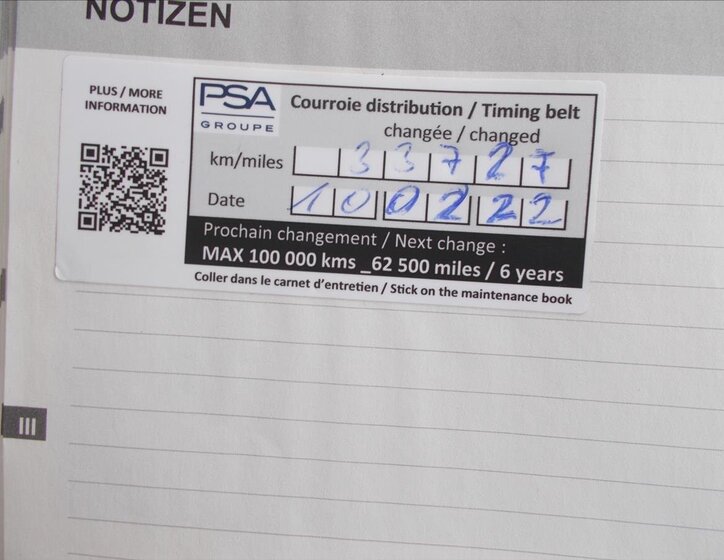 NOTIZEN
PLUS / MORE
INFORMATION
PSA
GROUPE
Courroie distribution / Timing belt
changée / changed
km/miles 33727
Date 100222
Prochain changement / Next change :
MAX 100 000 kms _62 500 miles / 6 years
Coller dans le carnet d'entretien / Stick on the maintenance book
III